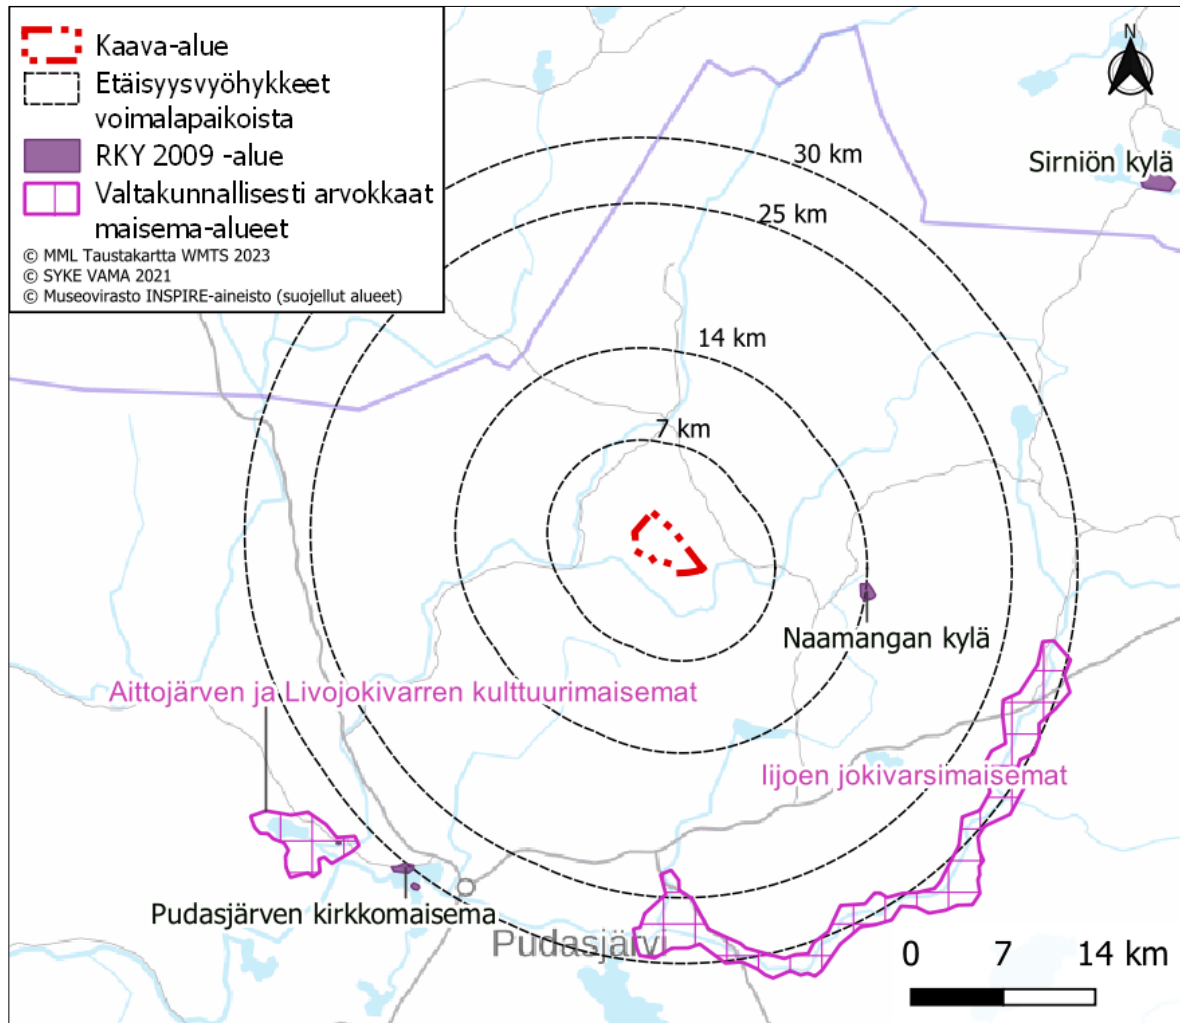 Kaava-alue
Etäisyysvyöhykkeet
voimalapaikoista
RKY 2009 -alue
Valtakunnallisesti arvokkaat
maisema-alueet
© MML Taustakartta WMTS 2023
© SYKE VAMA 2021
© Museovirasto INSPIRE-aineisto (suojellut alueet)
N
30 km
Sirniön kylä
25 km
14 km
7 km
Naamangan kylä
Aittojärven ja Livojokivarren kulttuurimaisemat
Iijoen jokivarsimaisemat
Pudasjärven kirkkomaisema
Pudasjärvi
0 7 14 km